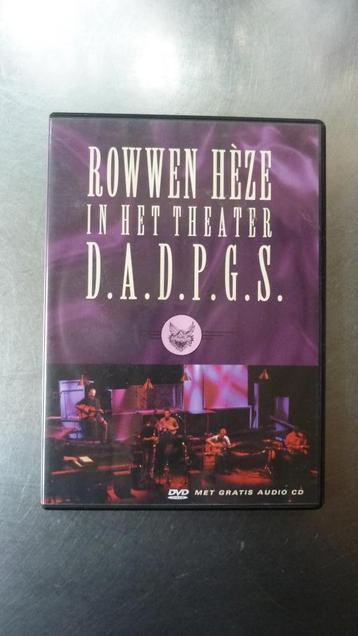 ROWWEN HÈZE
IN HET THEATER
D.A.D.P.G.S.
DVD MET GRATIS AUDIO CD